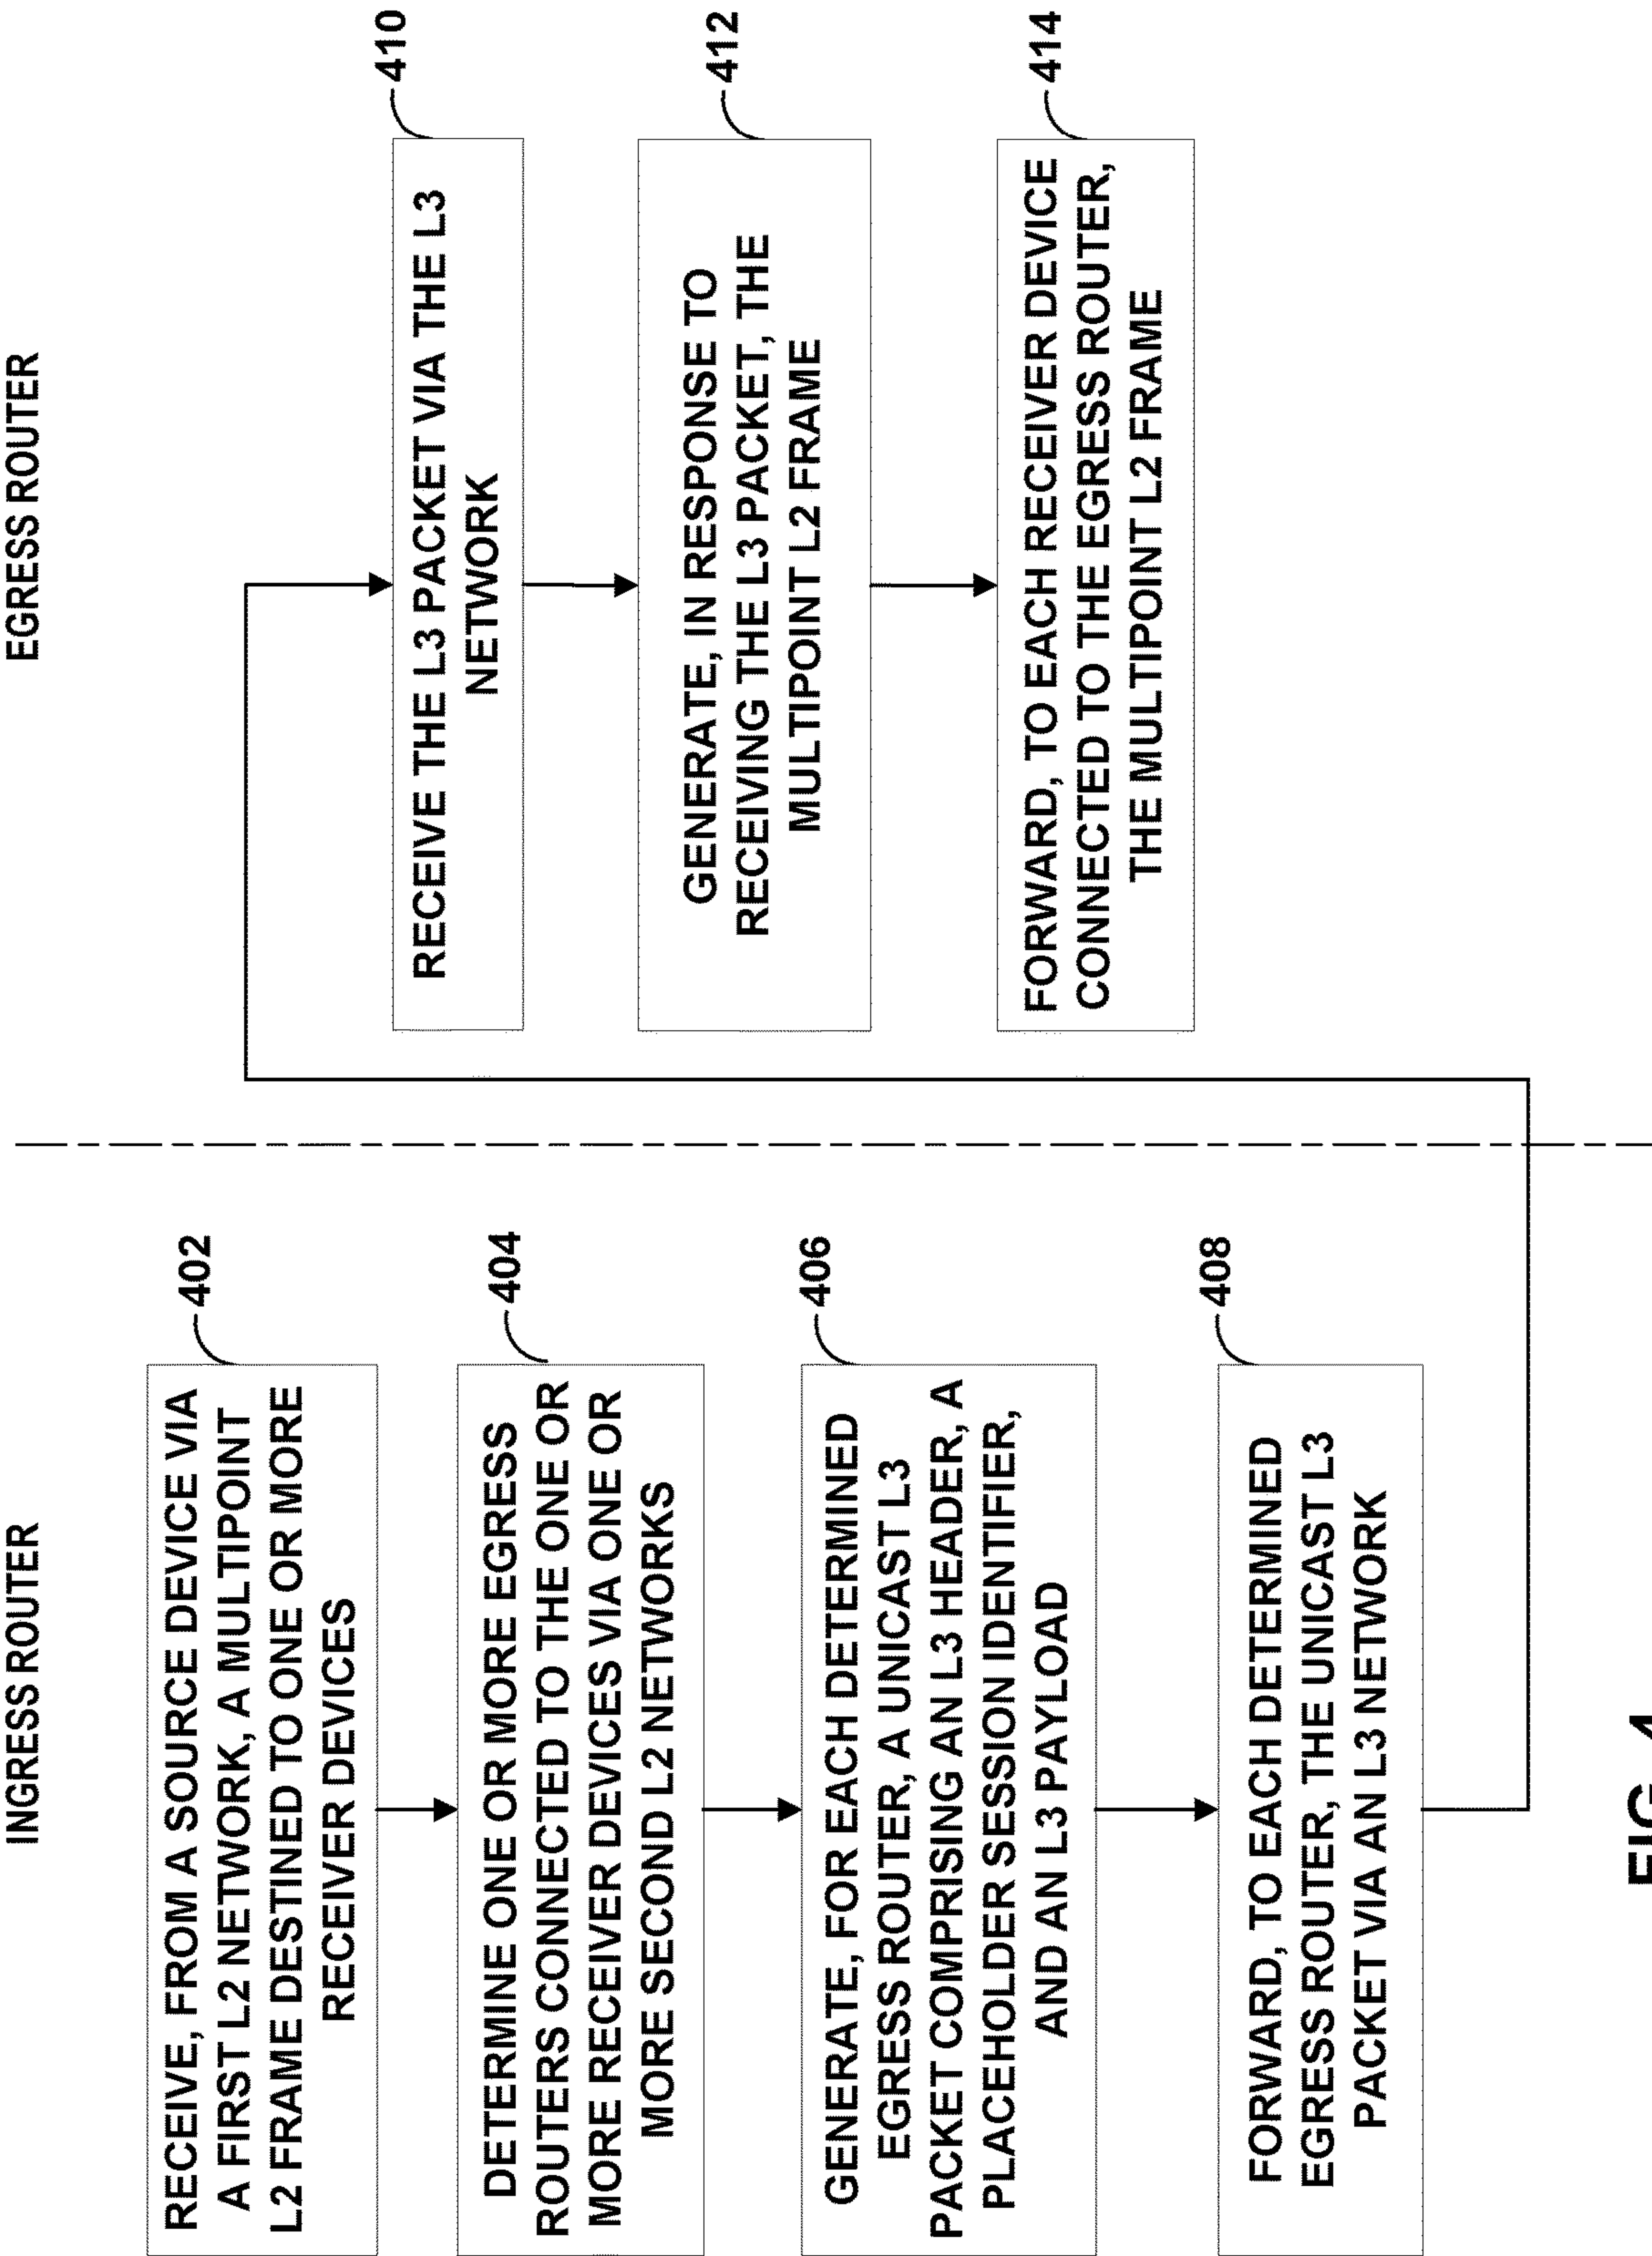 INGRESS ROUTER
402
RECEIVE, FROM A SOURCE DEVICE VIA
A FIRST L2 NETWORK, A MULTIPOINT
L2 FRAME DESTINED TO ONE OR MORE
RECEIVER DEVICES
404
DETERMINE ONE OR MORE EGRESS
ROUTERS CONNECTED TO THE ONE OR
MORE RECEIVER DEVICES VIA ONE OR
MORE SECOND L2 NETWORKS
406
GENERATE, FOR EACH DETERMINED
EGRESS ROUTER, A UNICAST L3
PACKET COMPRISING AN L3 HEADER, A
PLACEHOLDER SESSION IDENTIFIER,
AND AN L3 PAYLOAD
408
FORWARD, TO EACH DETERMINED
EGRESS ROUTER, THE UNICAST L3
PACKET VIA AN L3 NETWORK
EGRESS ROUTER
410
RECEIVE THE L3 PACKET VIA THE L3
NETWORK
412
GENERATE, IN RESPONSE TO
RECEIVING THE L3 PACKET, THE
MULTIPOINT L2 FRAME
414
FORWARD, TO EACH RECEIVER DEVICE
CONNECTED TO THE EGRESS ROUTER,
THE MULTIPOINT L2 FRAME
FIG. 4